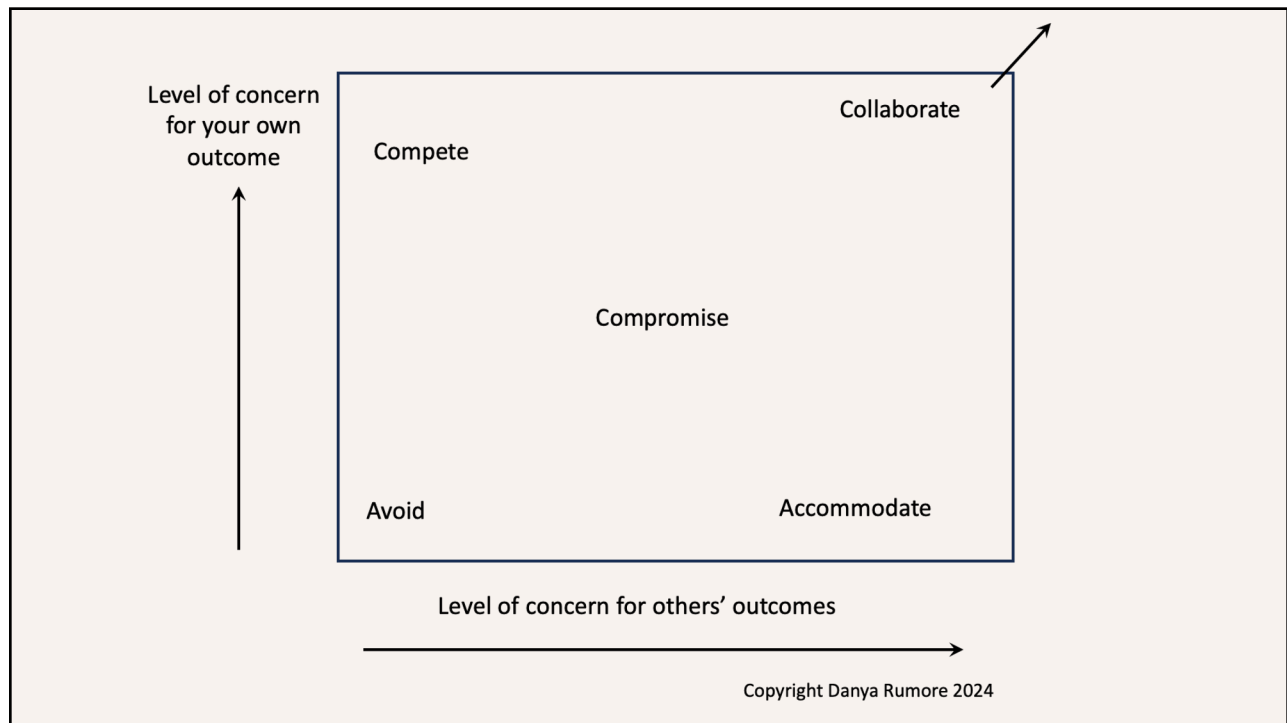 Level of concern
for your own
outcome
Collaborate
Compete
Compromise
Avoid
Accommodate
Level of concern for others’ outcomes
Copyright Danya Rumore 2024